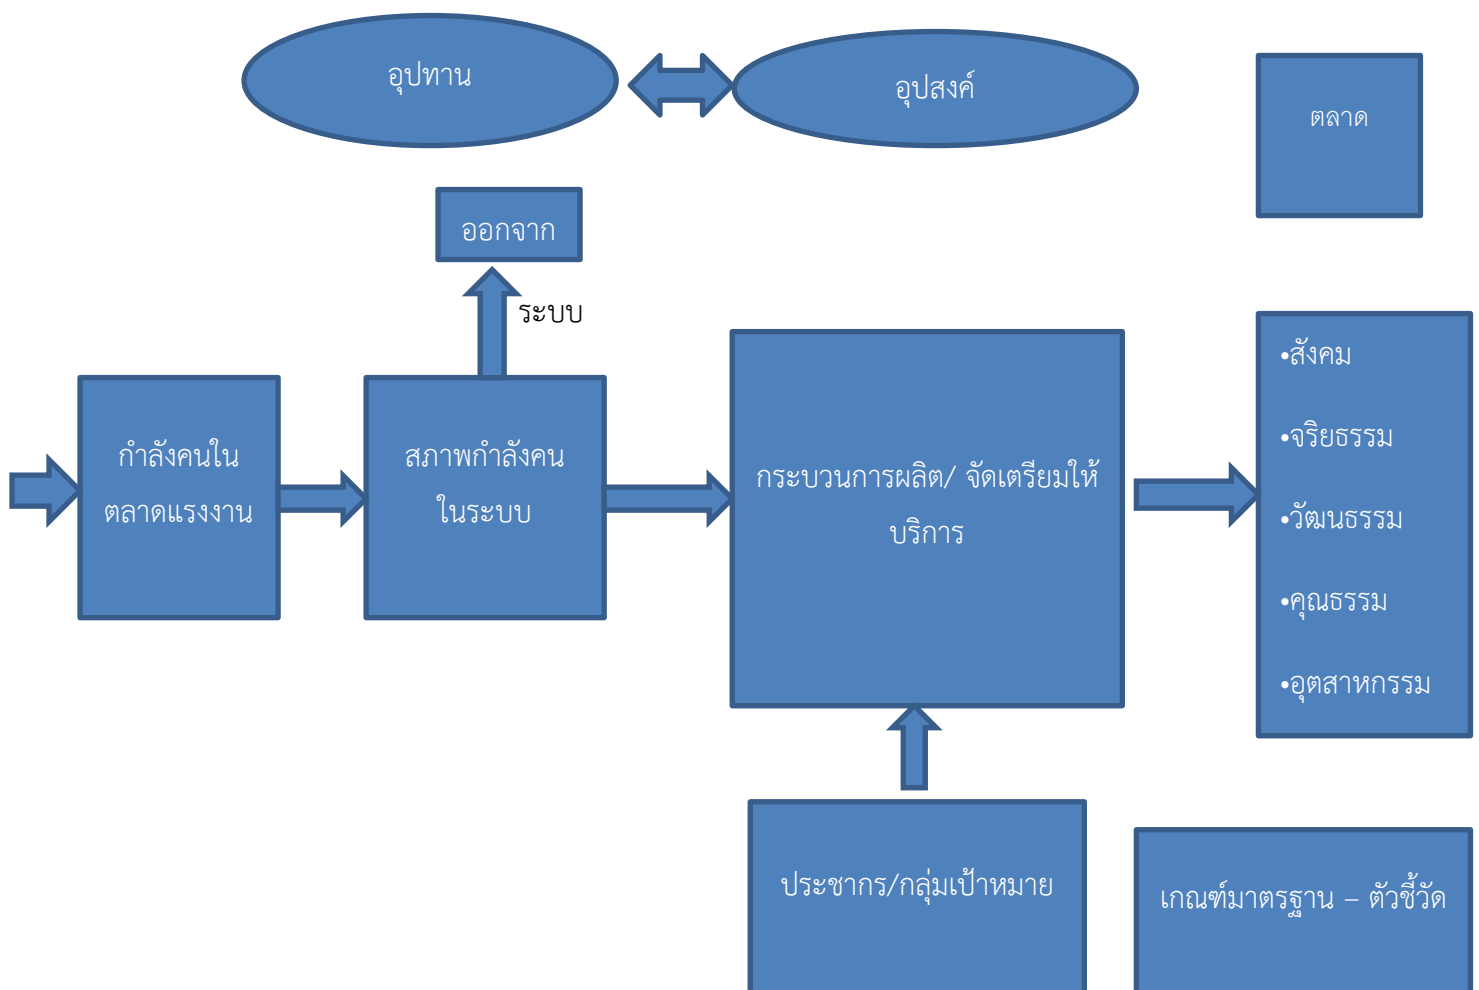 อุปทาน
อุปสงค์
ตลาด
ออกจาก
ระบบ
กำลังคนใน
ตลาดแรงงาน
สภาพกำลังคน
ในระบบ
กระบวนการผลิต/ จัดเตรียมให้
บริการ
•สังคม
•จริยธรรม
•วัฒนธรรม
•คุณธรรม
•อุตสาหกรรม
ประชากร/กลุ่มเป้าหมาย
เกณฑ์มาตรฐาน – ตัวชี้วัด